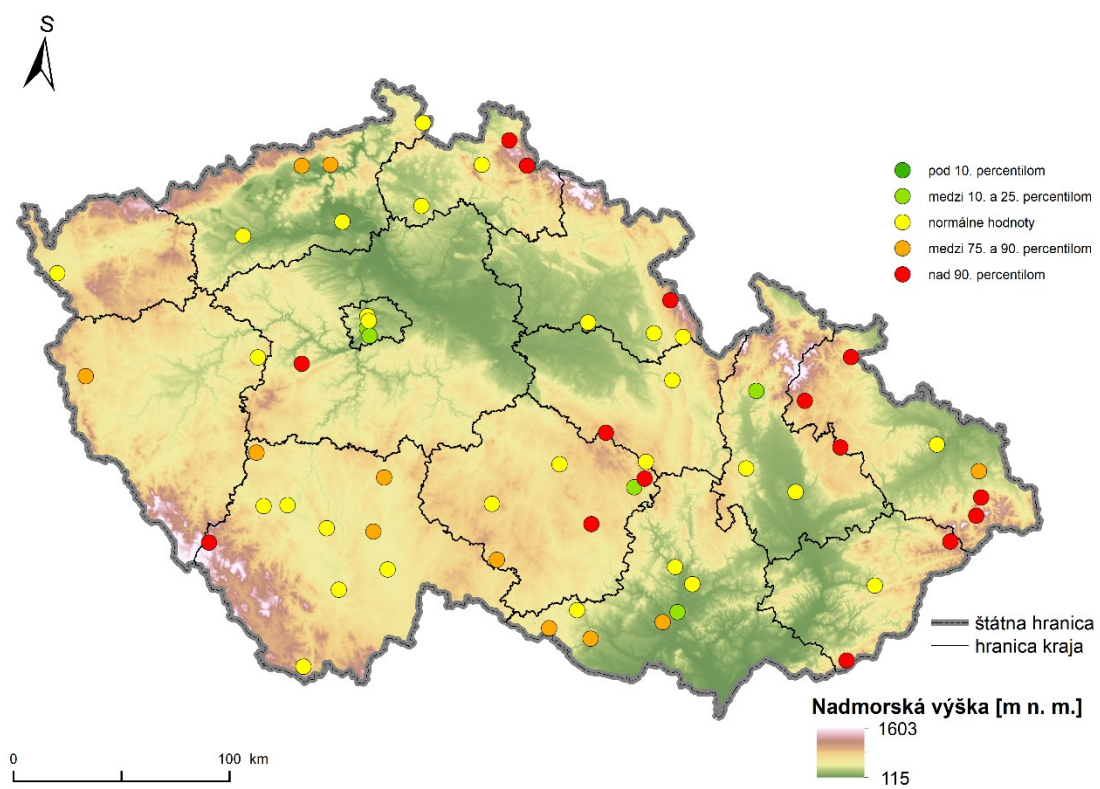 S
pod 10. percentilom
medzi 10. a 25. percentilom
normálne hodnoty
medzi 75. a 90. percentilom
nad 90. percentilom
štátna hranica
hranica kraja
Nadmorská výška [m n. m.]
1603
115
0 100 km